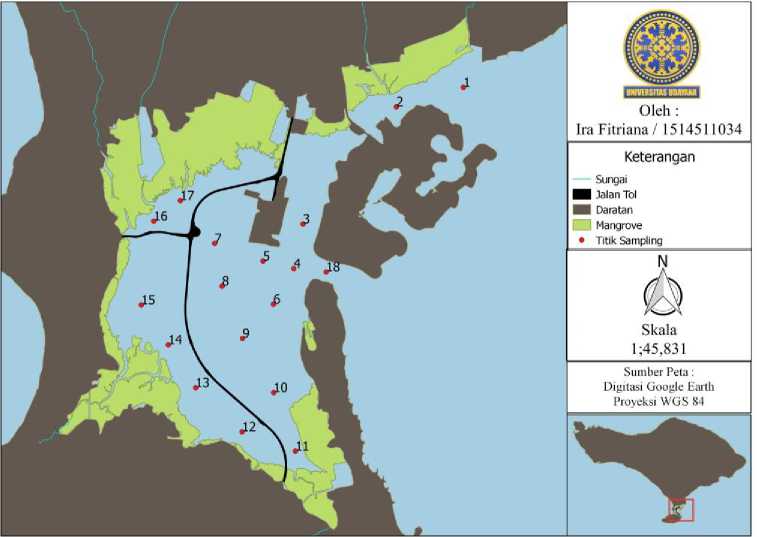 1
2
17
16
3
7
5
4
18
8
6
15
9
14
13
10
12
11
UNIVERSITAS UDAYANA
Oleh :
Ira Fitriana / 1514511034
Keterangan
Sungai
Jalan Tol
Daratan
Mangrove
Titik Sampling
N
Skala
1;45,831
Sumber Peta :
Digitasi Google Earth
Proyeksi WGS 84